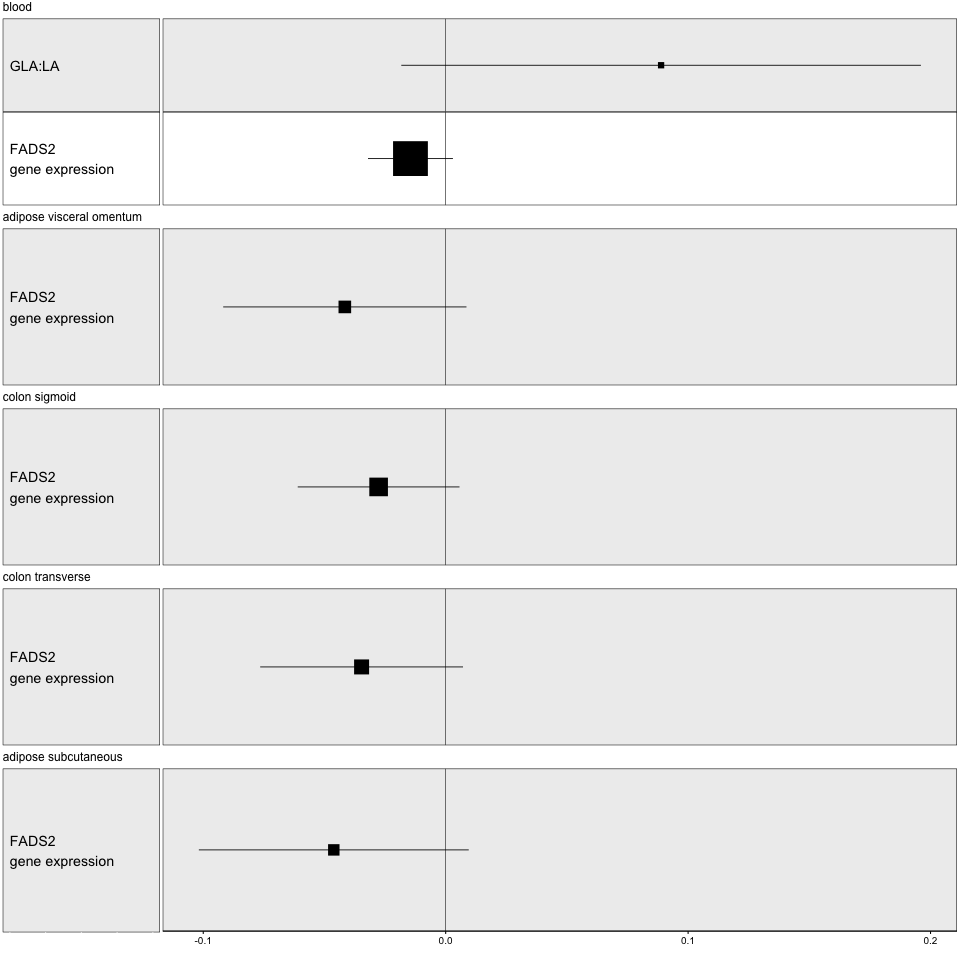 blood
GLA:LA
FADS2
gene expression
adipose visceral omentum
FADS2
gene expression
colon sigmoid
FADS2
gene expression
colon transverse
FADS2
gene expression
adipose subcutaneous
FADS2
gene expression
-0.1 0.0 0.1 0.2